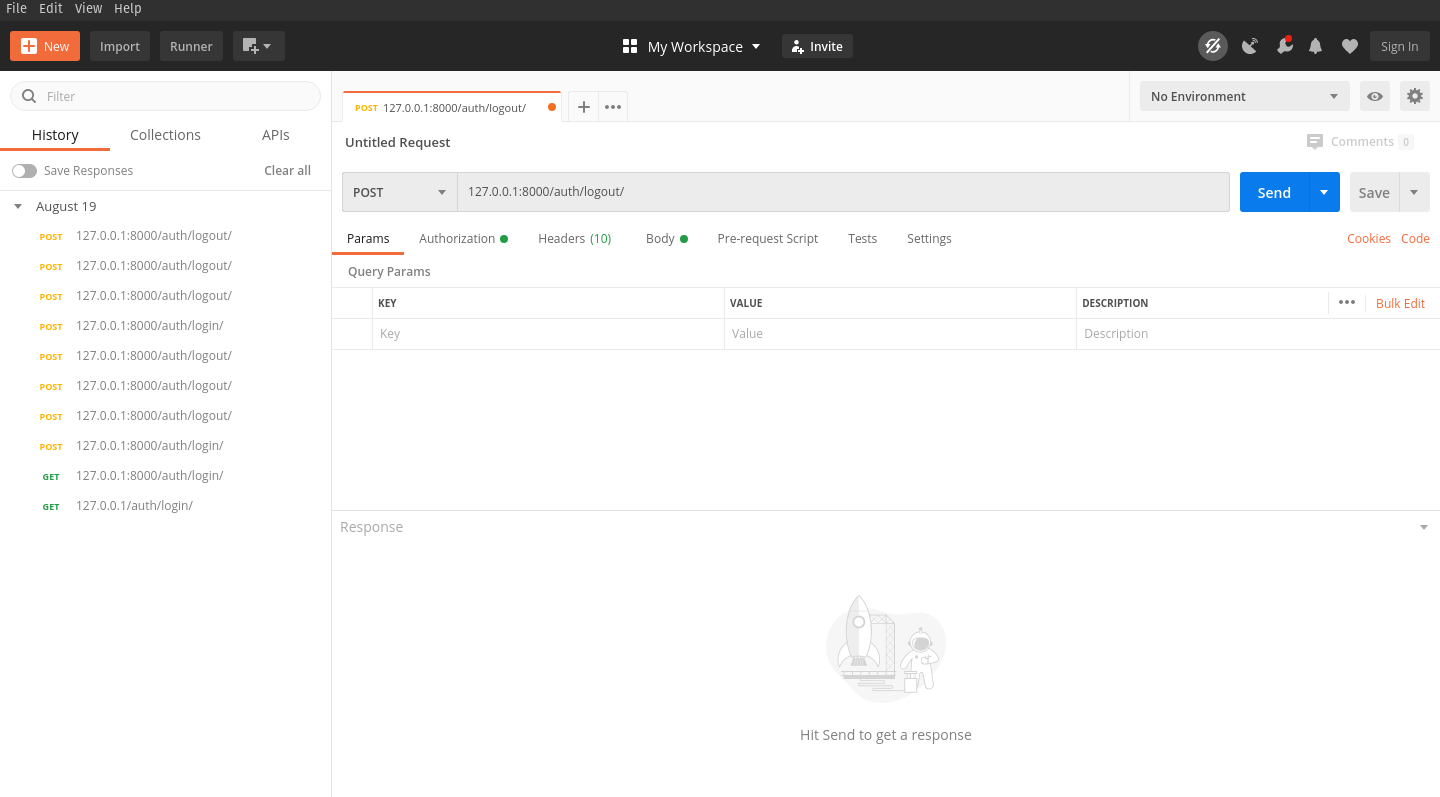 File Edit View Help
New Import Runner My Workspace Invite Sign In
Filter
History Collections APIs
Save Responses Clear all
August 19
POST 127.0.0.1:8000/auth/logout/
POST 127.0.0.1:8000/auth/logout/
POST 127.0.0.1:8000/auth/logout/
POST 127.0.0.1:8000/auth/login/
POST 127.0.0.1:8000/auth/logout/
POST 127.0.0.1:8000/auth/logout/
POST 127.0.0.1:8000/auth/logout/
POST 127.0.0.1:8000/auth/login/
GET 127.0.0.1:8000/auth/login/
GET 127.0.0.1/auth/login/
POST 127.0.0.1:8000/auth/logout/
No Environment
Untitled Request Comments 0
POST 127.0.0.1:8000/auth/logout/ Send Save
Params Authorization Headers (10) Body Pre-request Script Tests Settings Cookies Code
Query Params
KEY VALUE DESCRIPTION Bulk Edit
Key Value Description
Response
Hit Send to get a response